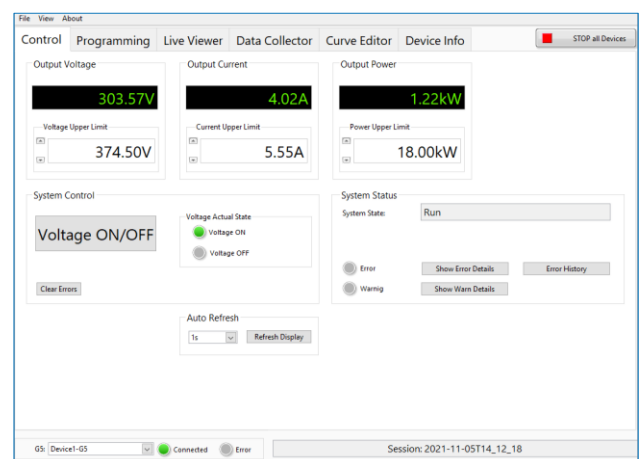 File View About
Control Programming Live Viewer Data Collector Curve Editor Device Info STOP all Devices
Output Voltage Output Current Output Power
303.57V 4.02A 1.22kW
Voltage Upper Limit Current Upper Limit Power Upper Limit
374.50V 5.55A 18.00kW
System Control System Status
Voltage ON/OFF
Voltage Actual State
Voltage ON
Voltage OFF
System State: Run
Error Show Error Details Error History
Warnig Show Warn Details
Clear Errors
Auto Refresh
1s Refresh Display
G5: Device1-G5 Connected Error Session: 2021-11-05T14_12_18